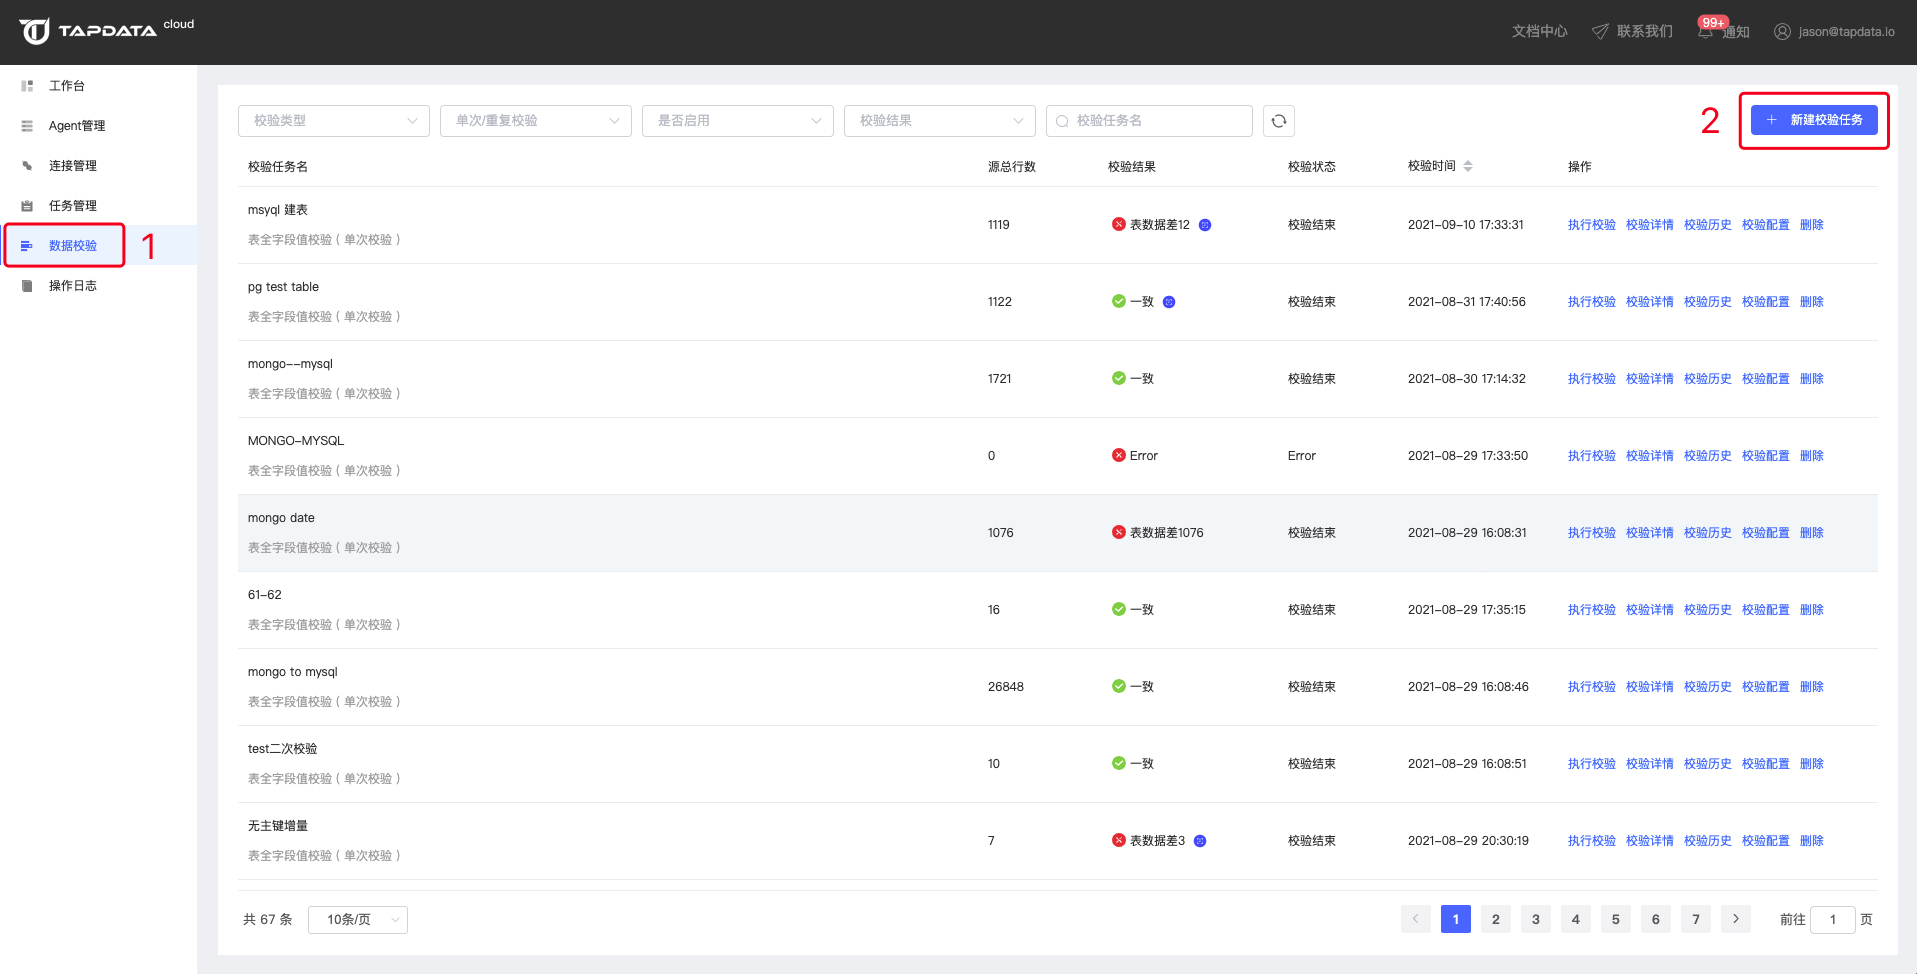 TAPDATA cloud
文档中心 联系我们 99+ 通知 jason@tapdata.io
工作台
Agent管理
连接管理
任务管理
数据校验 1
操作日志
校验类型 单次/重复校验 是否启用 校验结果 校验任务名 2 + 新建校验任务
校验任务名 源总行数 校验结果 校验状态 校验时间 操作
msyql 建表
表全字段值校验 ( 单次校验 )
1119 表数据差12 校验结束 2021-09-10 17:33:31 执行校验 校验详情 校验历史 校验配置 删除
pg test table
表全字段值校验 ( 单次校验 )
1122 一致 校验结束 2021-08-31 17:40:56 执行校验 校验详情 校验历史 校验配置 删除
mongo--mysql
表全字段值校验 ( 单次校验 )
1721 一致 校验结束 2021-08-30 17:14:32 执行校验 校验详情 校验历史 校验配置 删除
MONGO-MYSQL
表全字段值校验 ( 单次校验 )
0 Error Error 2021-08-29 17:33:50 执行校验 校验详情 校验历史 校验配置 删除
mongo date
表全字段值校验 ( 单次校验 )
1076 表数据差1076 校验结束 2021-08-29 16:08:31 执行校验 校验详情 校验历史 校验配置 删除
61-62
表全字段值校验 ( 单次校验 )
16 一致 校验结束 2021-08-29 17:35:15 执行校验 校验详情 校验历史 校验配置 删除
mongo to mysql
表全字段值校验 ( 单次校验 )
26848 一致 校验结束 2021-08-29 16:08:46 执行校验 校验详情 校验历史 校验配置 删除
test二次校验
表全字段值校验 ( 单次校验 )
10 一致 校验结束 2021-08-29 16:08:51 执行校验 校验详情 校验历史 校验配置 删除
无主键增量
表全字段值校验 ( 单次校验 )
7 表数据差3 校验结束 2021-08-29 20:30:19 执行校验 校验详情 校验历史 校验配置 删除
共 67 条 10条/页 < 1 2 3 4 5 6 7 > 前往 1 页